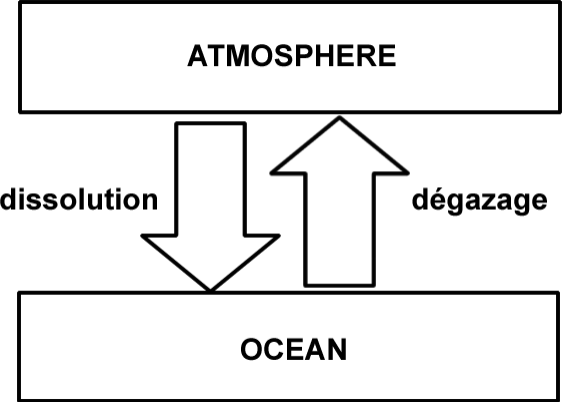 ATMOSPHERE
dissolution
dégazage
OCEAN